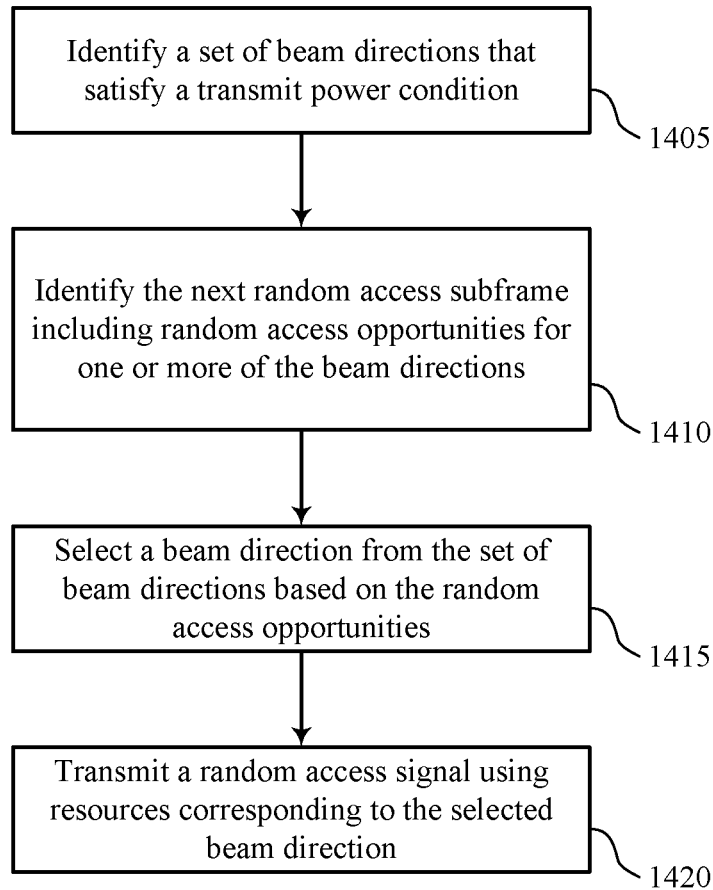 Identify a set of beam directions that
satisfy a transmit power condition
1405
Identify the next random access subframe
including random access opportunities for
one or more of the beam directions
1410
Select a beam direction from the set of
beam directions based on the random
access opportunities
1415
Transmit a random access signal using
resources corresponding to the selected
beam direction
1420